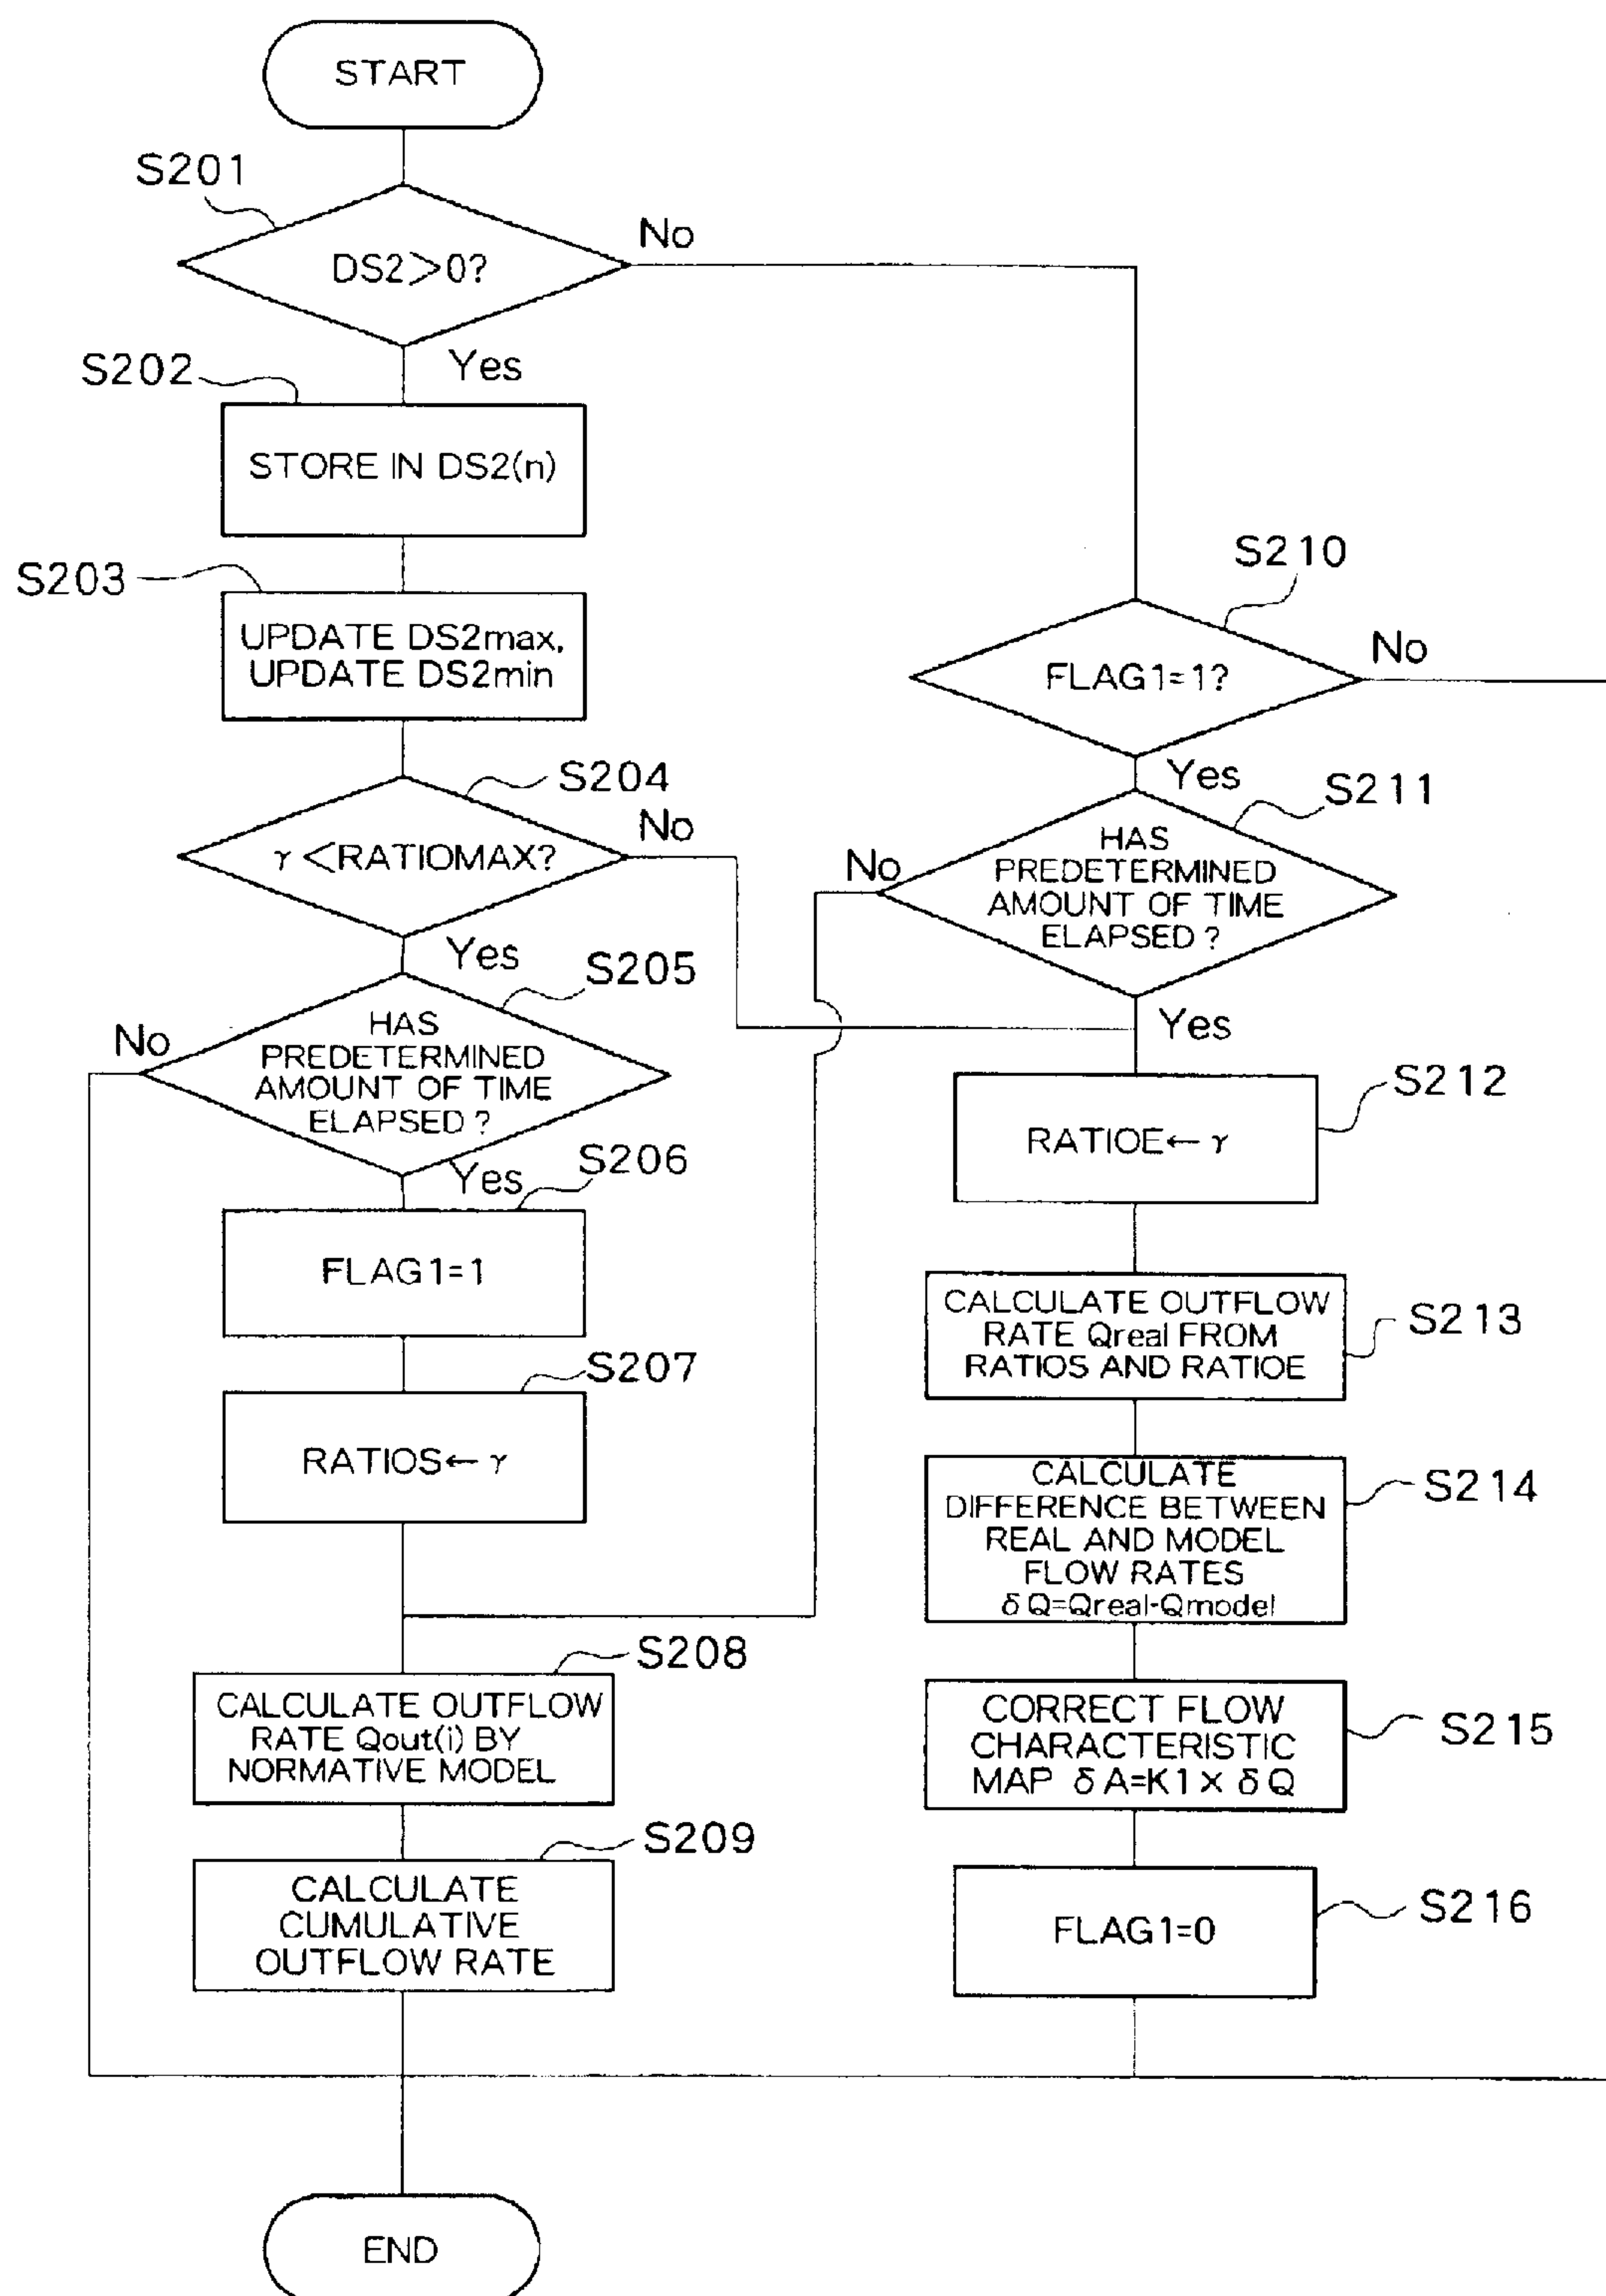 START
S201
DS2>0?
No
Yes
S202
STORE IN DS2(n)
S203
UPDATE DS2max,
UPDATE DS2min
S204
γ <RATIOMAX?
No
Yes
S205
HAS
PREDETERMINED
AMOUNT OF TIME
ELAPSED?
No
Yes
S206
FLAG1=1
S207
RATIOS← γ
S208
CALCULATE OUTFLOW
RATE Qout(i) BY
NORMATIVE MODEL
S209
CALCULATE
CUMULATIVE
OUTFLOW RATE
END
S210
FLAG1=1?
No
Yes
S211
HAS
PREDETERMINED
AMOUNT OF TIME
ELAPSED?
No
Yes
S212
RATIOE← γ
S213
CALCULATE OUTFLOW
RATE Qreal FROM
RATIOS AND RATIOE
S214
CALCULATE
DIFFERENCE BETWEEN
REAL AND MODEL
FLOW RATES
δQ=Qreal-Qmodel
S215
CORRECT FLOW
CHARACTERISTIC
MAP δA=K1× δQ
S216
FLAG1=0